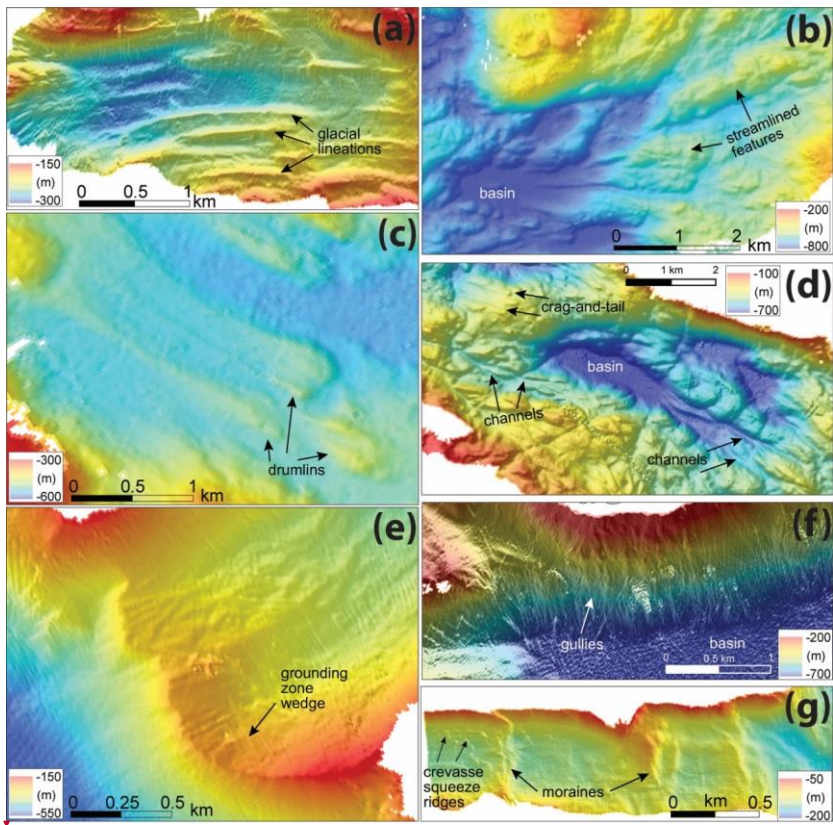 (a)
glacial
lineations
-150
(m)
-300
0 0.5 1
km
(b)
streamlined
features
basin
-200
(m)
-800
0 1 2
km
(c)
drumlins
-300
(m)
-600
0 0.5 1
km
0 1 km 2
-100
(m)
-700
(d)
crag-and-tail
basin
channels
channels
(e)
grounding
zone
wedge
-150
(m)
-550
0 0.25 0.5
km
(f)
gullies
basin
0 0.5 km 1
-200
(m)
-700
(g)
crevasse
squeeze
ridges
moraines
0 km 0.5
-50
(m)
-200